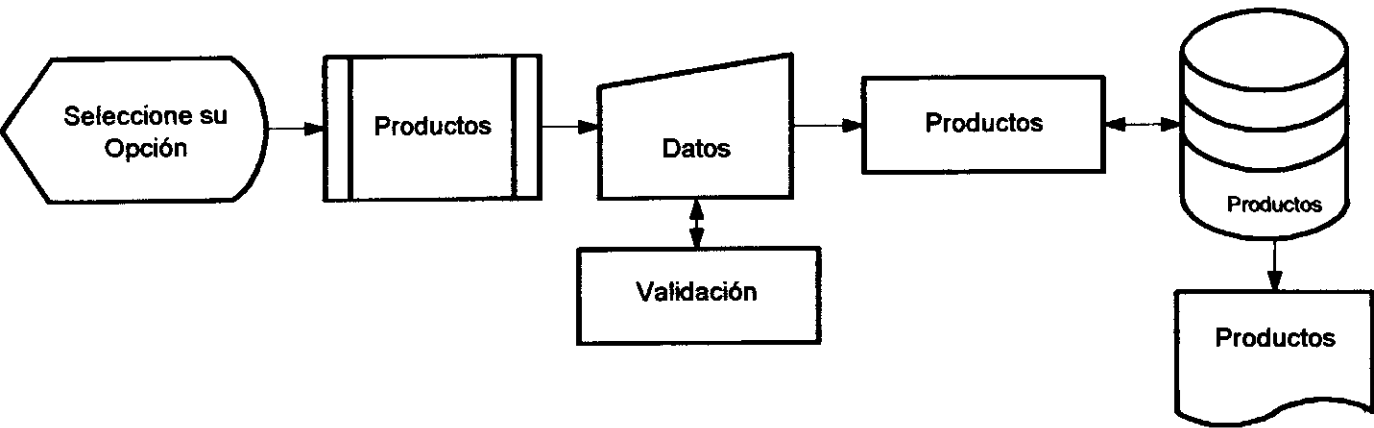 Seleccione su
Opción
Productos
Datos
Productos
Productos
Validación
Productos